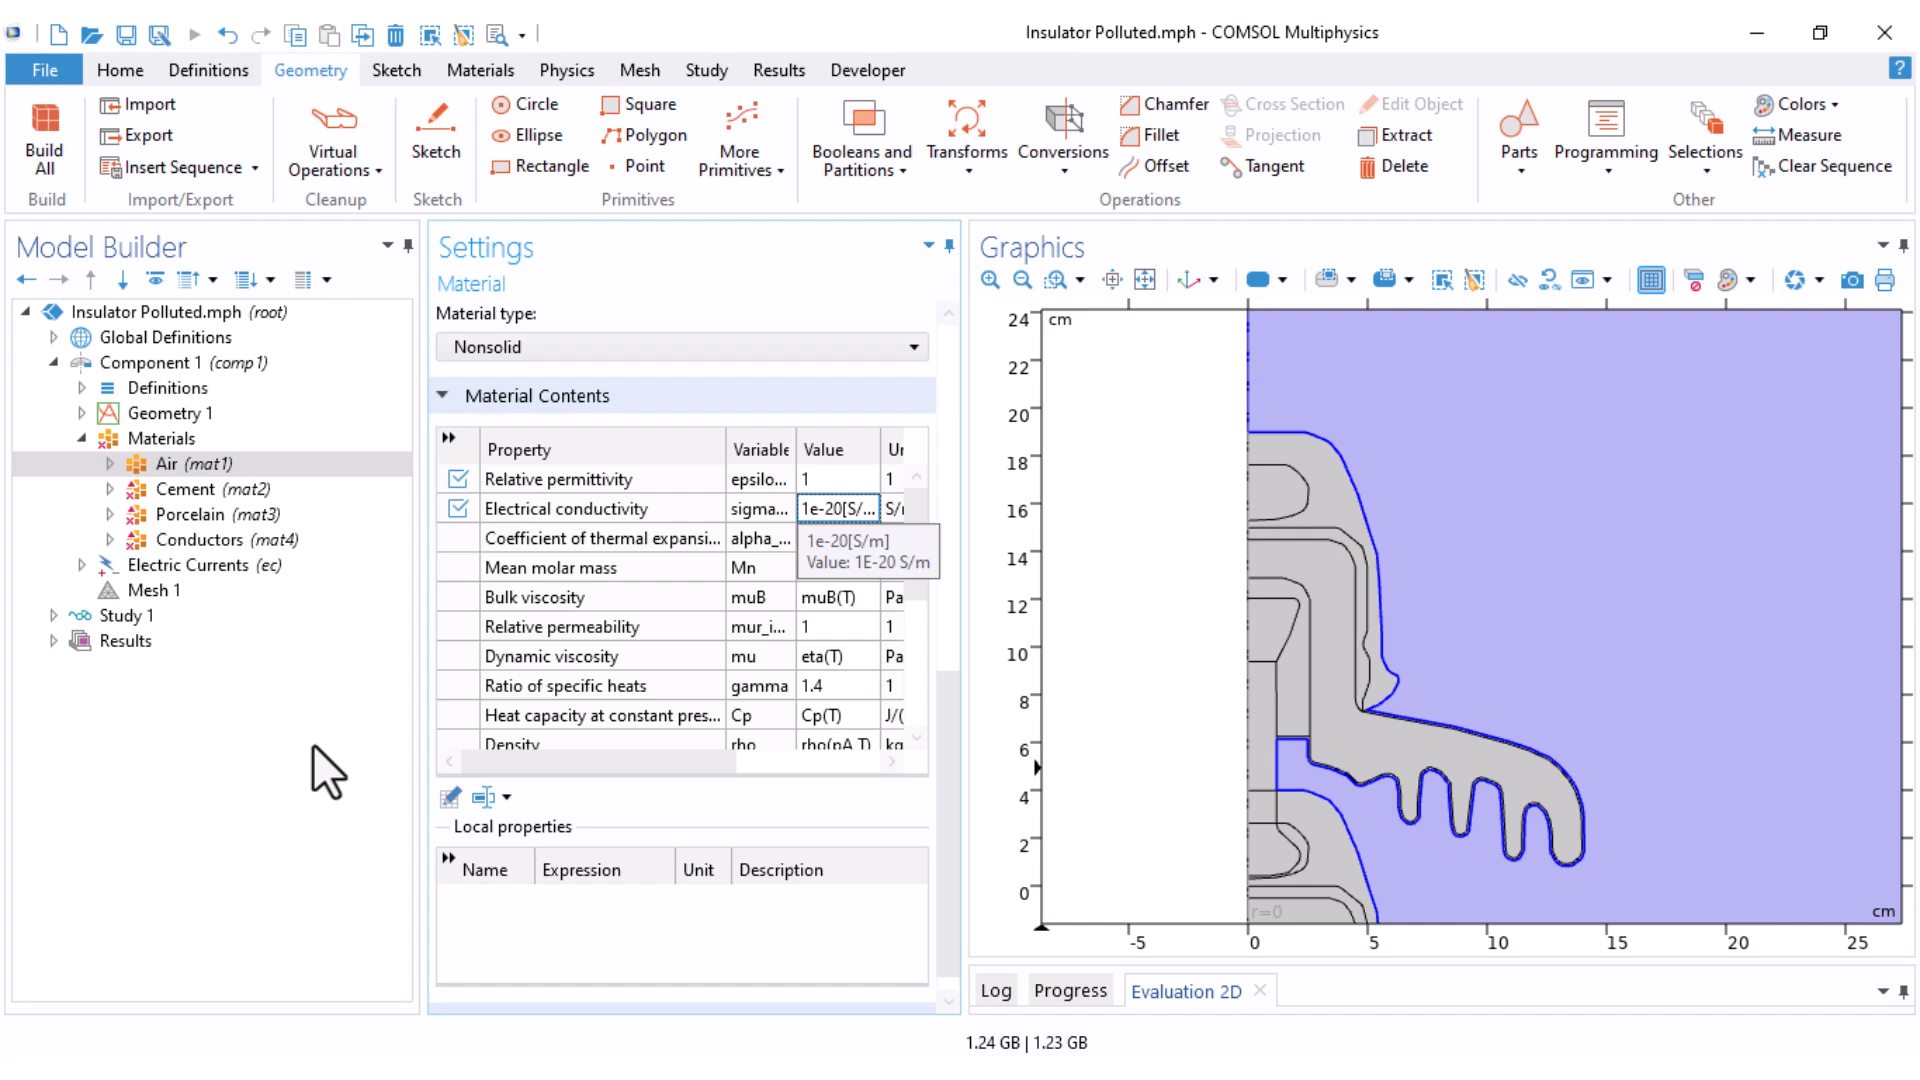 Insulator Polluted.mph - COMSOL Multiphysics
File Home Definitions Geometry Sketch Materials Physics Mesh Study Results Developer
Build All
Build
Import
Export
Insert Sequence
Import/Export
Virtual Operations
Cleanup
Sketch
Sketch
Circle Square
Ellipse Polygon
Rectangle Point
More Primitives
Primitives
Booleans and Partitions
Transforms
Conversions
Chamfer Cross Section Edit Object
Fillet Projection Extract
Offset Tangent Delete
Operations
Parts
Programming
Selections
Colors
Measure
Clear Sequence
Other
Model Builder
Insulator Polluted.mph (root)
Global Definitions
Component 1 (comp1)
Definitions
Geometry 1
Materials
Air (mat1)
Cement (mat2)
Porcelain (mat3)
Conductors (mat4)
Electric Currents (ec)
Mesh 1
Study 1
Results
Settings
Material
Material type:
Nonsolid
Material Contents
Property Variable Value Ur
Relative permittivity epsilo... 1 1
Electrical conductivity sigma... 1e-20[S/... S/
Coefficient of thermal expansi... alpha_...
1e-20[S/m]
Value: 1E-20 S/m
Mean molar mass Mn
Bulk viscosity muB muB(T) Pa
Relative permeability mur_i... 1 1
Dynamic viscosity mu eta(T) Pa
Ratio of specific heats gamma 1.4 1
Heat capacity at constant pres... Cp Cp(T) J/(
Density rho rho(pA,T) kg
Local properties
Name Expression Unit Description
Graphics
24 cm
22
20
18
16
14
12
10
8
6
4
2
0
r=0
cm
-5 0 5 10 15 20 25
Log Progress Evaluation 2D
1.24 GB | 1.23 GB